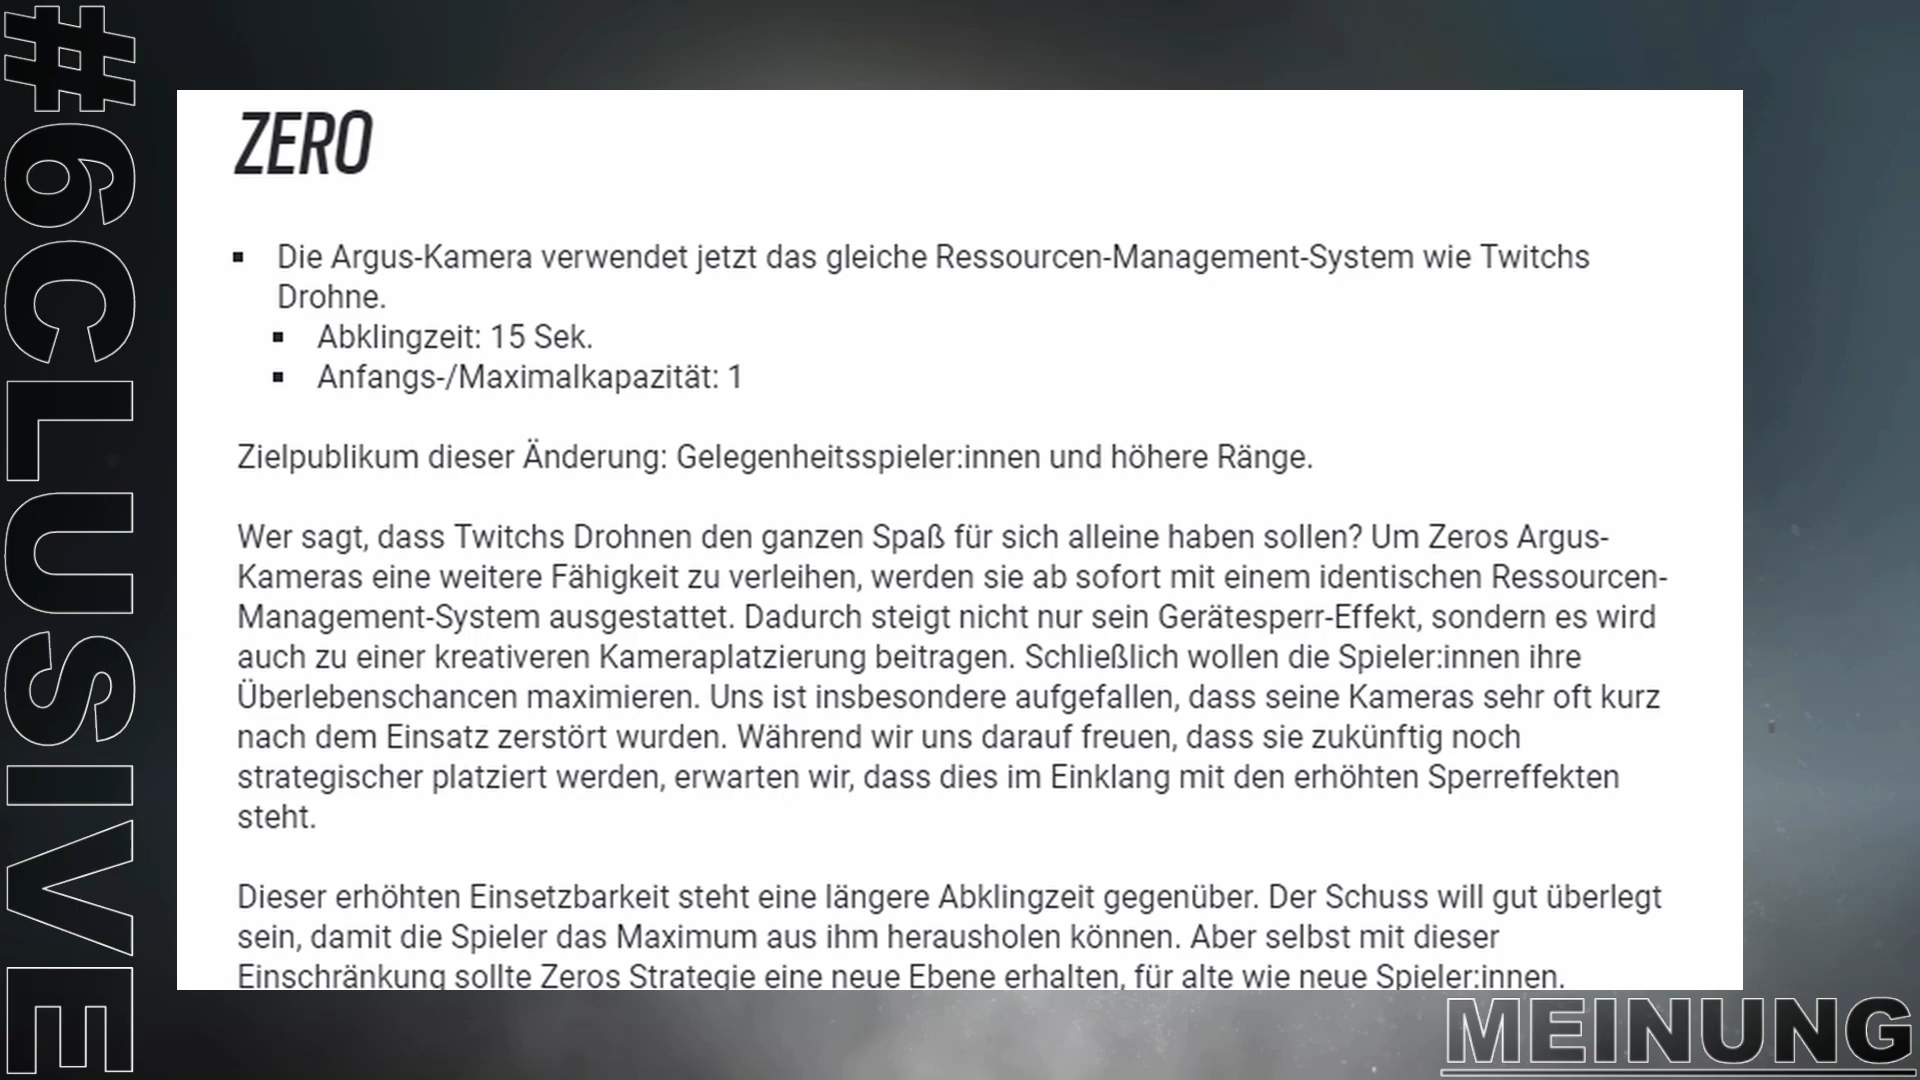 #6CLUSIVE
ZERO
▪ Die Argus-Kamera verwendet jetzt das gleiche Ressourcen-Management-System wie Twitchs
Drohne.
▪ Abklingzeit: 15 Sek.
▪ Anfangs-/Maximalkapazität: 1
Zielpublikum dieser Änderung: Gelegenheitsspieler:innen und höhere Ränge.
Wer sagt, dass Twitchs Drohnen den ganzen Spaß für sich alleine haben sollen? Um Zeros Argus-
Kameras eine weitere Fähigkeit zu verleihen, werden sie ab sofort mit einem identischen Ressourcen-
Management-System ausgestattet. Dadurch steigt nicht nur sein Gerätesperr-Effekt, sondern es wird
auch zu einer kreativeren Kameraplatzierung beitragen. Schließlich wollen die Spieler:innen ihre
Überlebenschancen maximieren. Uns ist insbesondere aufgefallen, dass seine Kameras sehr oft kurz
nach dem Einsatz zerstört wurden. Während wir uns darauf freuen, dass sie zukünftig noch
strategischer platziert werden, erwarten wir, dass dies im Einklang mit den erhöhten Sperreffekten
steht.
Dieser erhöhten Einsetzbarkeit steht eine längere Abklingzeit gegenüber. Der Schuss will gut überlegt
sein, damit die Spieler das Maximum aus ihm herausholen können. Aber selbst mit dieser
Einschränkung sollte Zeros Strategie eine neue Ebene erhalten, für alte wie neue Spieler:innen.
MEINUNG